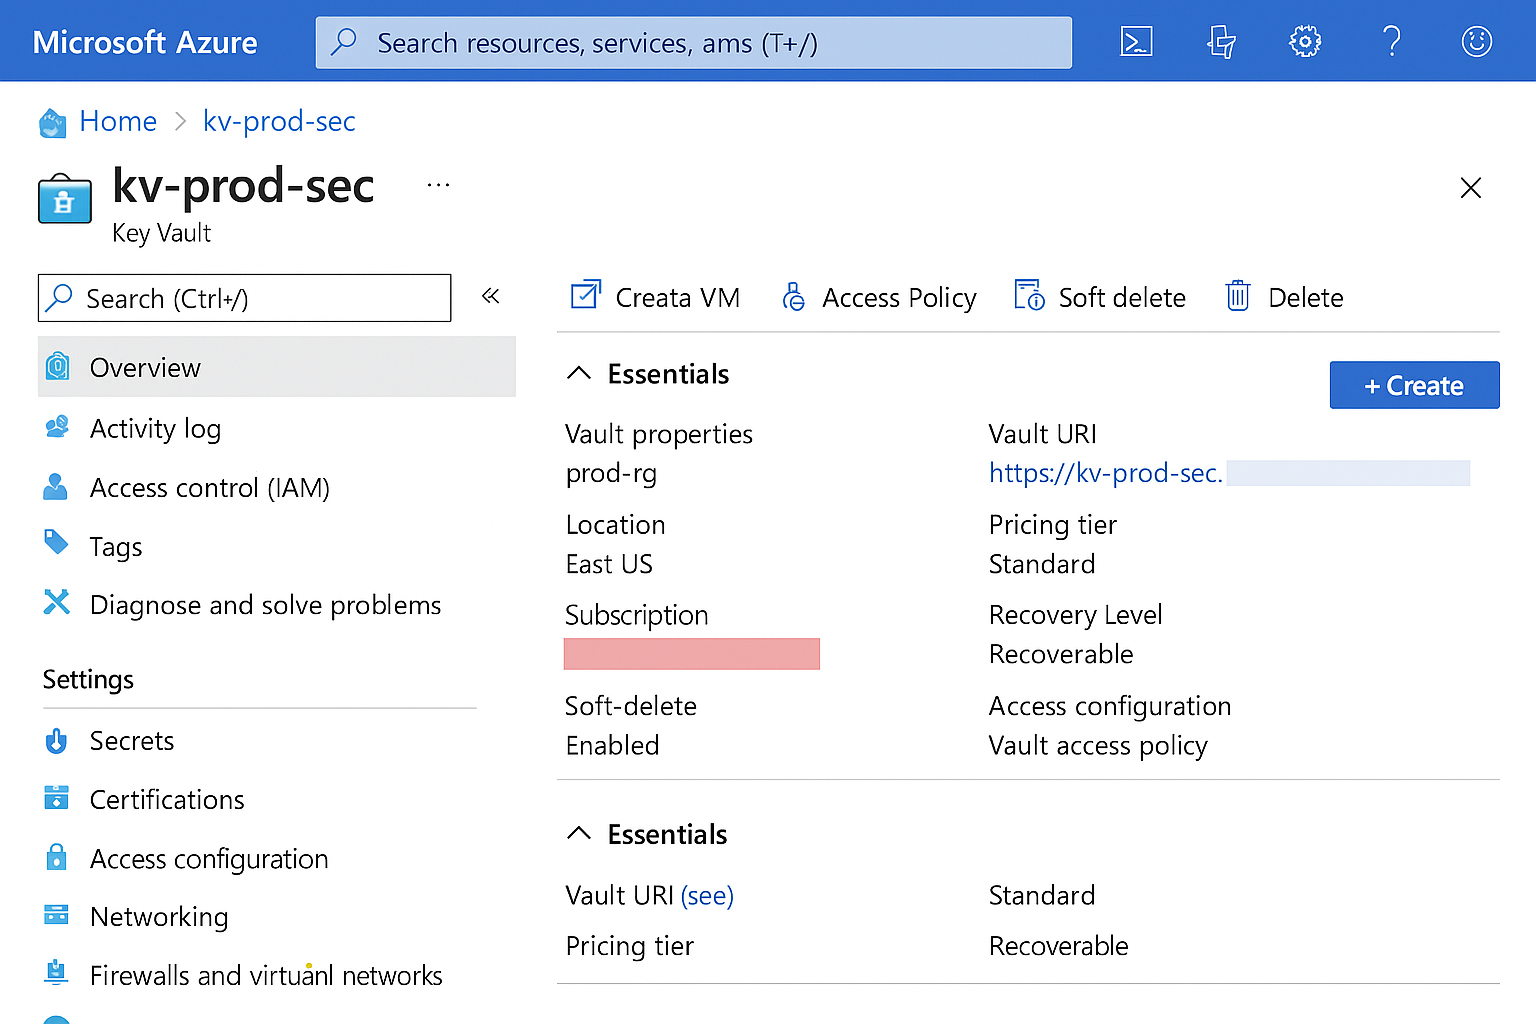 Microsoft Azure
Search resources, services, ams (T+/)
Home > kv-prod-sec
kv-prod-sec ...
Key Vault
Search (Ctrl+/) «
Creata VM
Access Policy
Soft delete
Delete
Overview
Activity log
Access control (IAM)
Tags
Diagnose and solve problems
Settings
Secrets
Certifications
Access configuration
Networking
Firewalls and virtuanl networks
Essentials
+ Create
Vault properties
prod-rg
Vault URI
https://kv-prod-sec.
Location
East US
Pricing tier
Standard
Subscription
Recovery Level
Recoverable
Soft-delete
Enabled
Access configuration
Vault access policy
Essentials
Vault URI (see)
Standard
Pricing tier
Recoverable